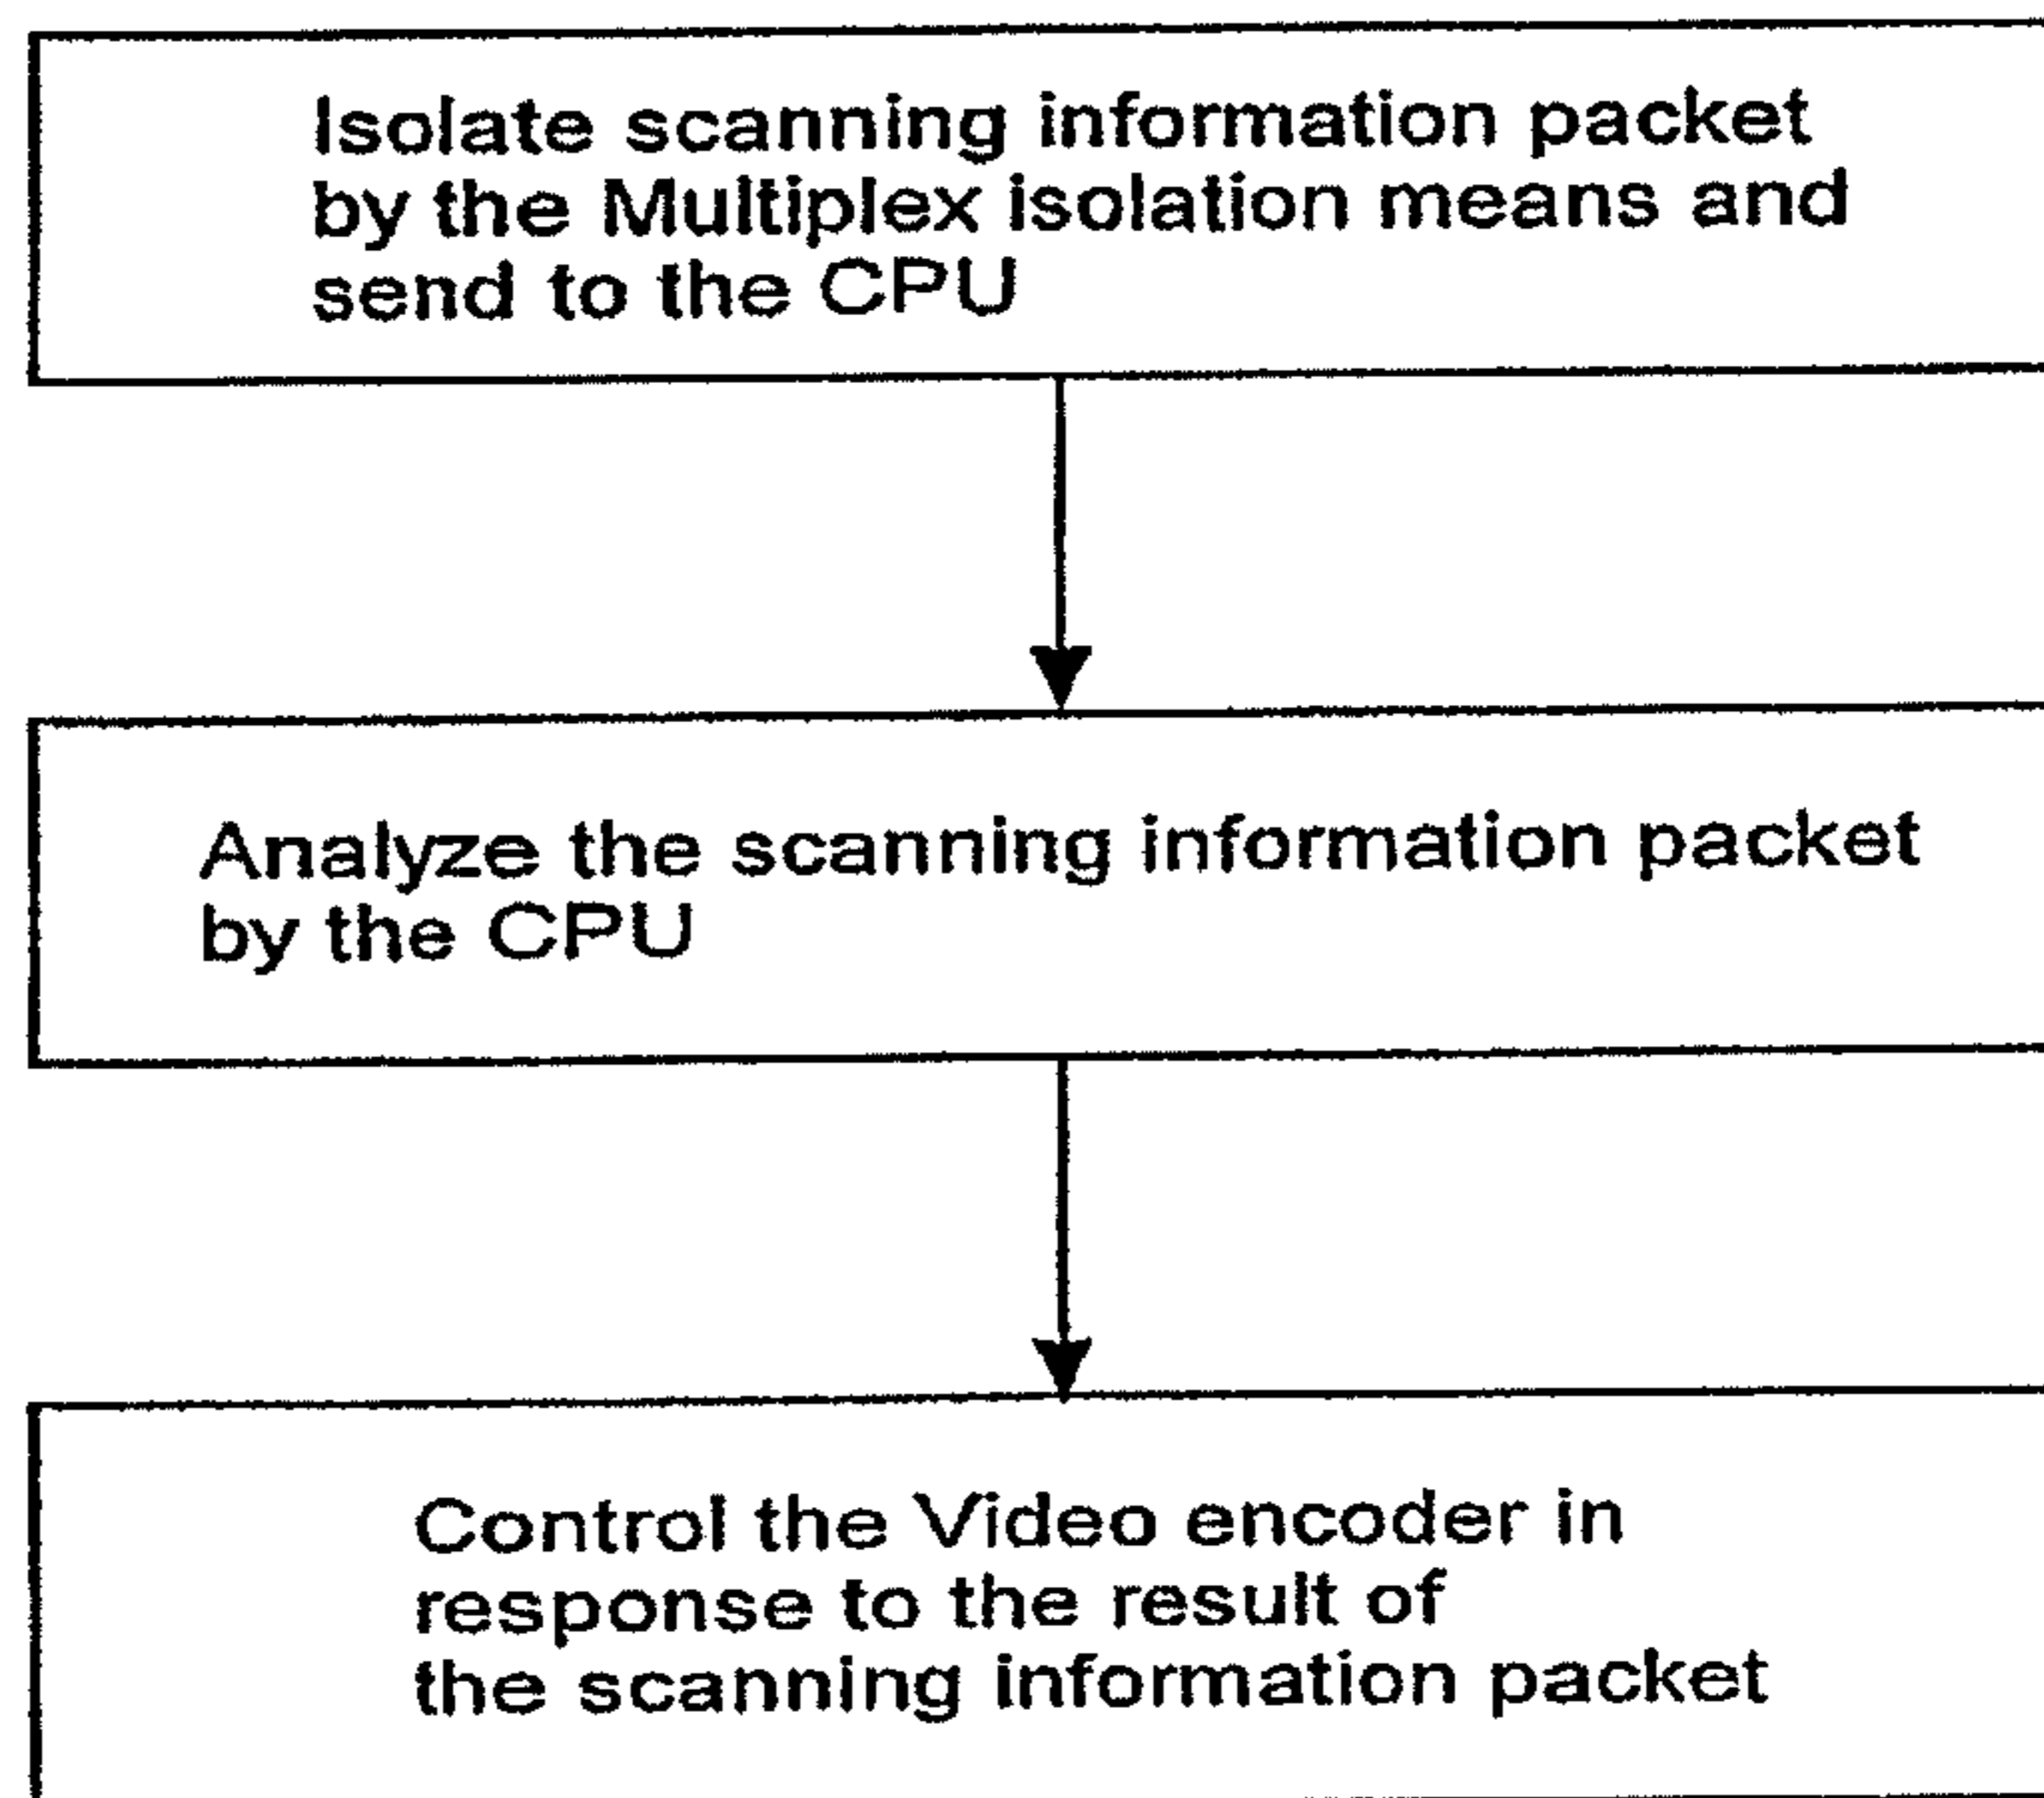 Isolate scanning information packet
by the Multiplex isolation means and
send to the CPU
Analyze the scanning information packet
by the CPU
Control the Video encoder in
response to the result of
the scanning information packet